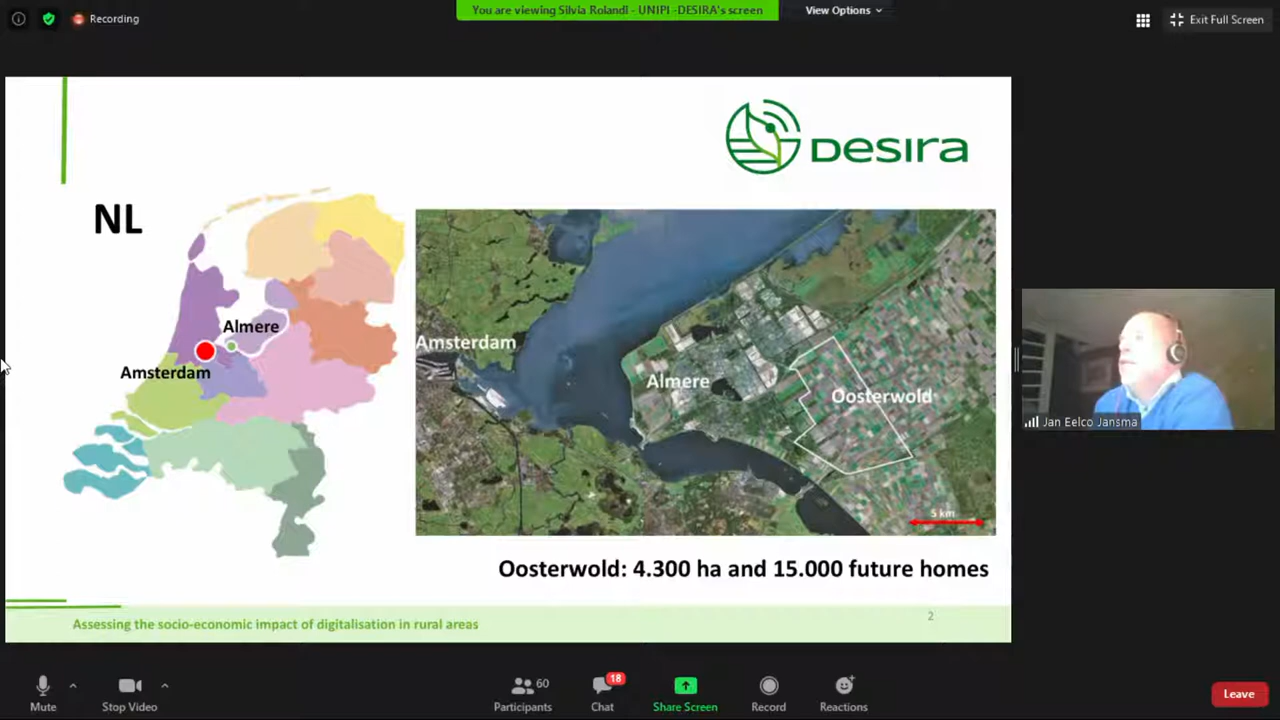 Recording
You are viewing Silvia Rolandi - UNIPI -DESIRA's screen
View Options
Exit Full Screen
DESIRA
NL
Almere
Amsterdam
Amsterdam
Almere
Oosterwold
5 km
Oosterwold: 4.300 ha and 15.000 future homes
Assessing the socio-economic impact of digitalisation in rural areas
2
Jan Eelco Jansma
Mute
Stop Video
Participants
60
Chat
18
Share Screen
Record
Reactions
Leave